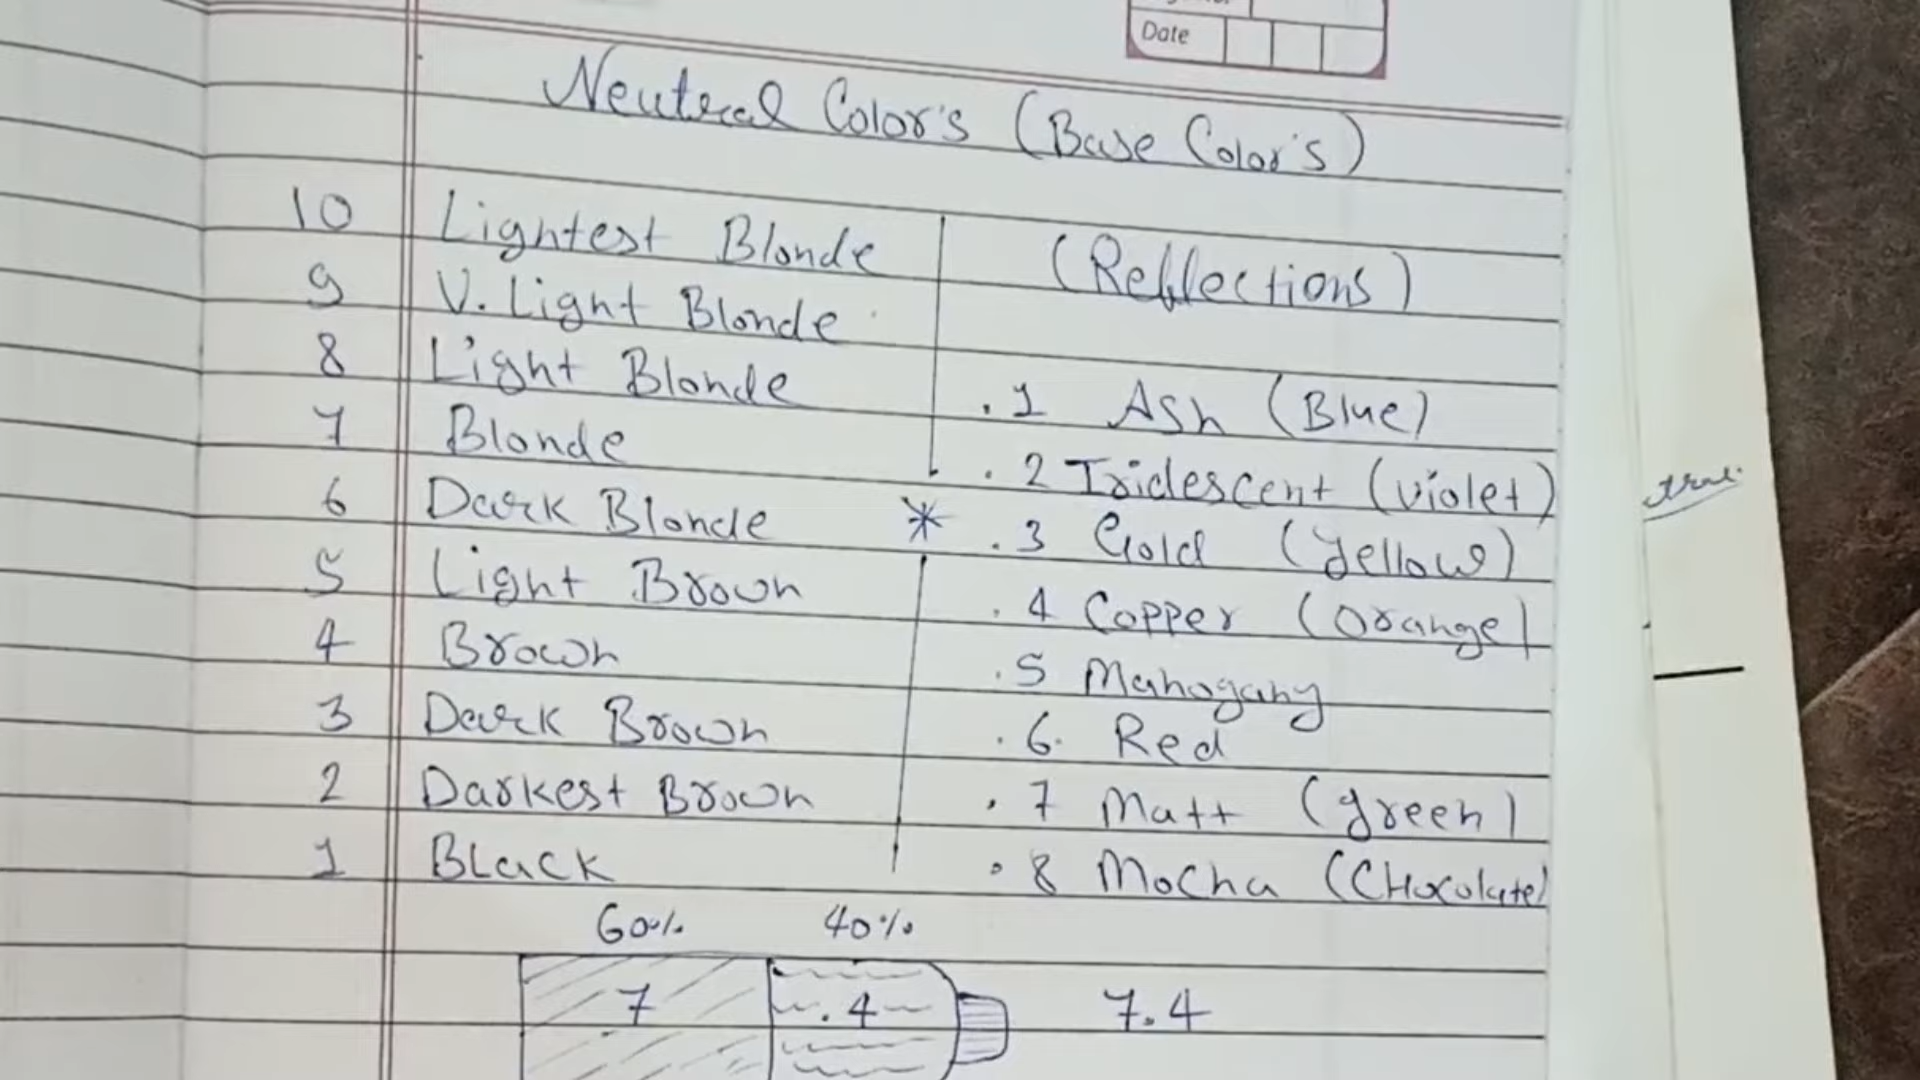 Date
Neutral Color's (Base Color's)
10 Lightest Blonde
9 V. Light Blonde
8 Light Blonde
7 Blonde
6 Dark Blonde
5 Light Brown
4 Brown
3 Dark Brown
2 Darkest Brown
1 Black
(Reflections)
.1 Ash (Blue)
.2 Iridescent (violet)
* .3 Gold (yellow)
.4 Copper (Orange)
.5 Mahogany
.6. Red
.7 Matt (green)
.8 Mocha (CHocolate)
60% 40%
7 .4 7.4